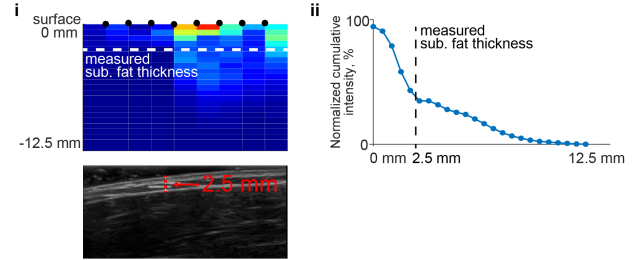 i
surface
0 mm
measured
sub. fat thickness
-12.5 mm
2.5 mm
ii
100
measured
sub. fat thickness
Normalized cumulative
intensity, %
0
0 mm 2.5 mm 12.5 mm